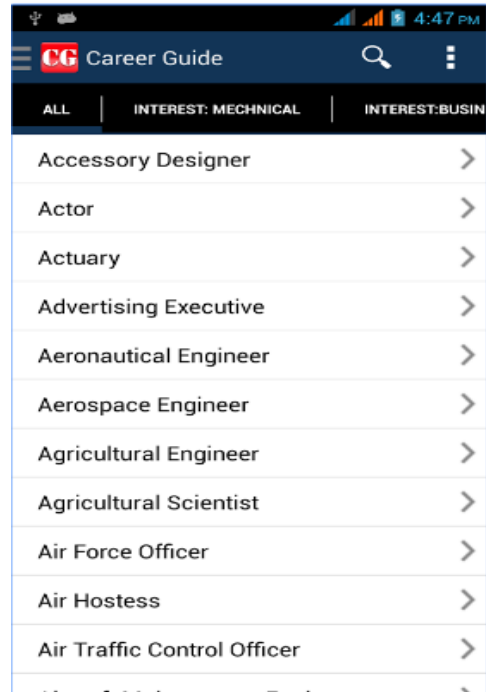 4:47 PM
CG Career Guide
ALL INTEREST: MECHNICAL INTEREST:BUSIN
Accessory Designer
Actor
Actuary
Advertising Executive
Aeronautical Engineer
Aerospace Engineer
Agricultural Engineer
Agricultural Scientist
Air Force Officer
Air Hostess
Air Traffic Control Officer